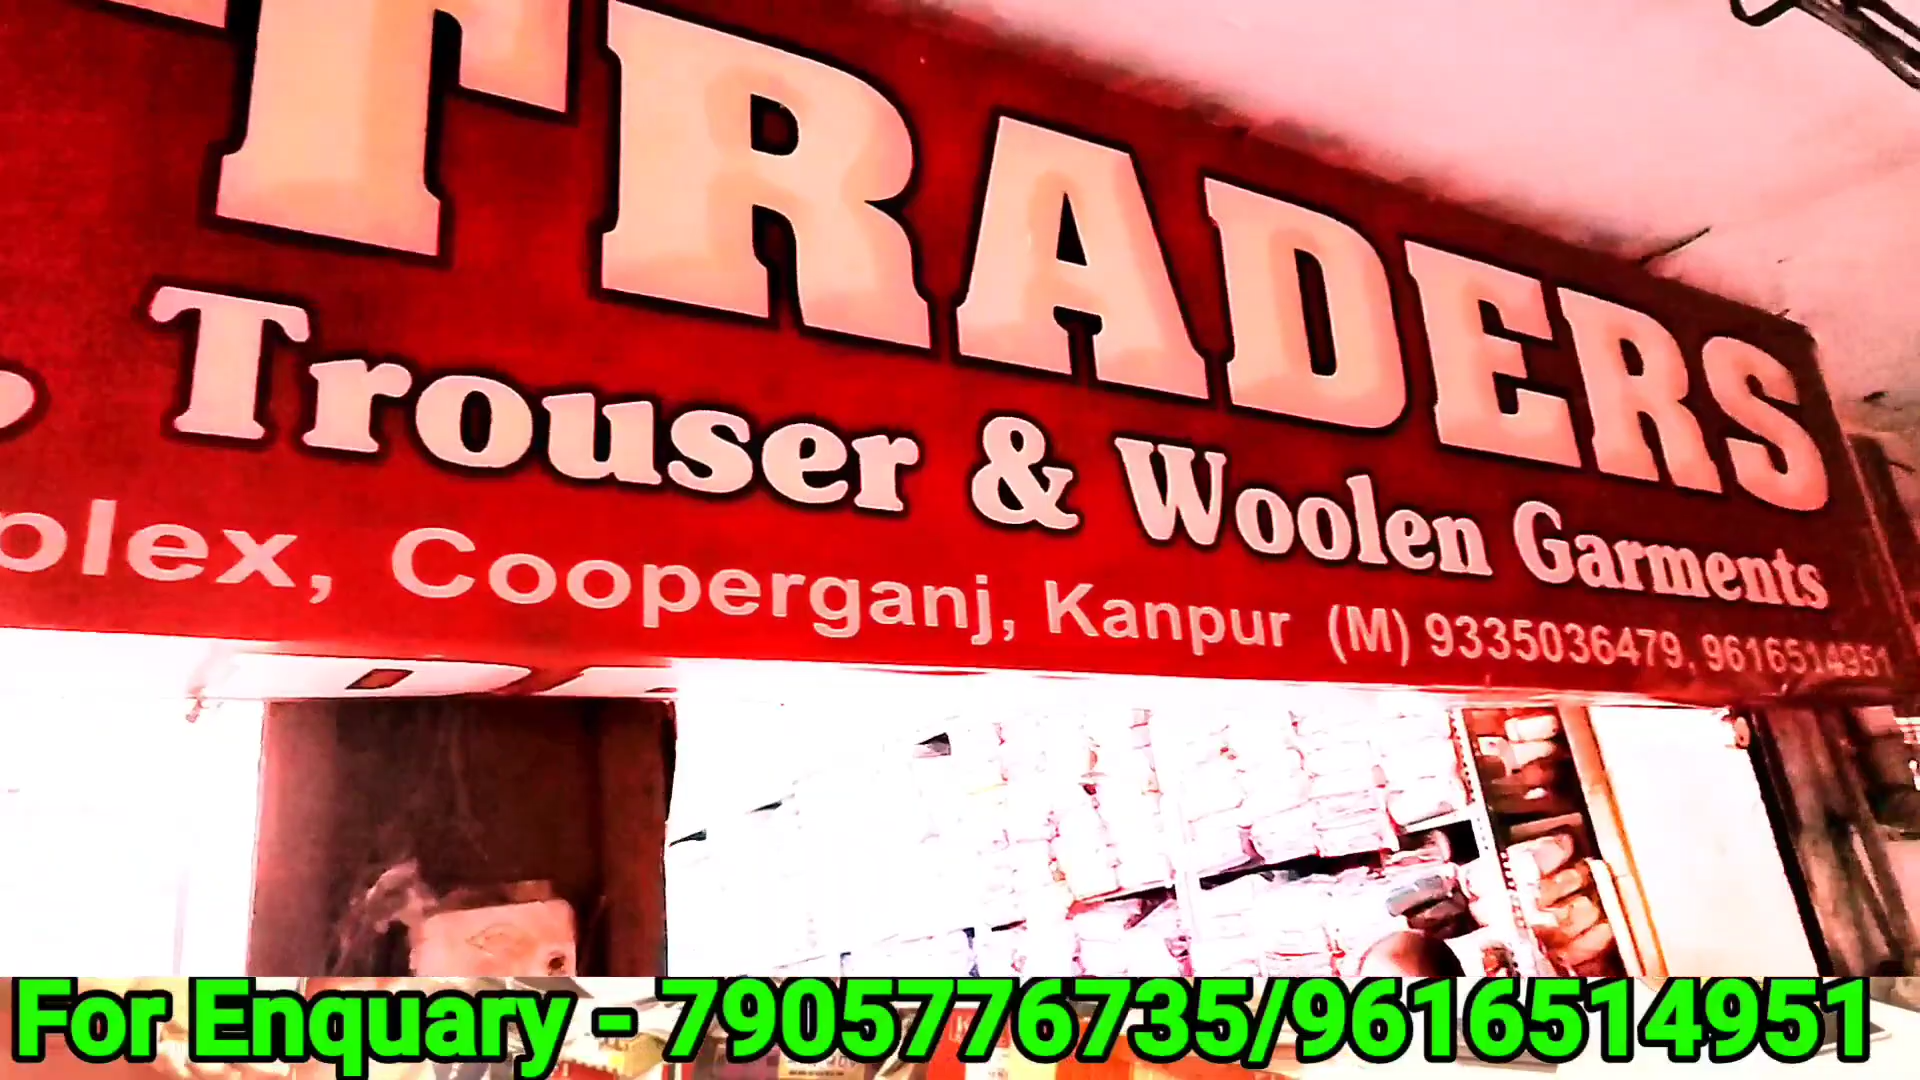 TRADERS
Trouser & Woolen Garments
olex, Cooperganj, Kanpur (M) 9335036479, 9616514951
For Enquary - 7905776735/9616514951